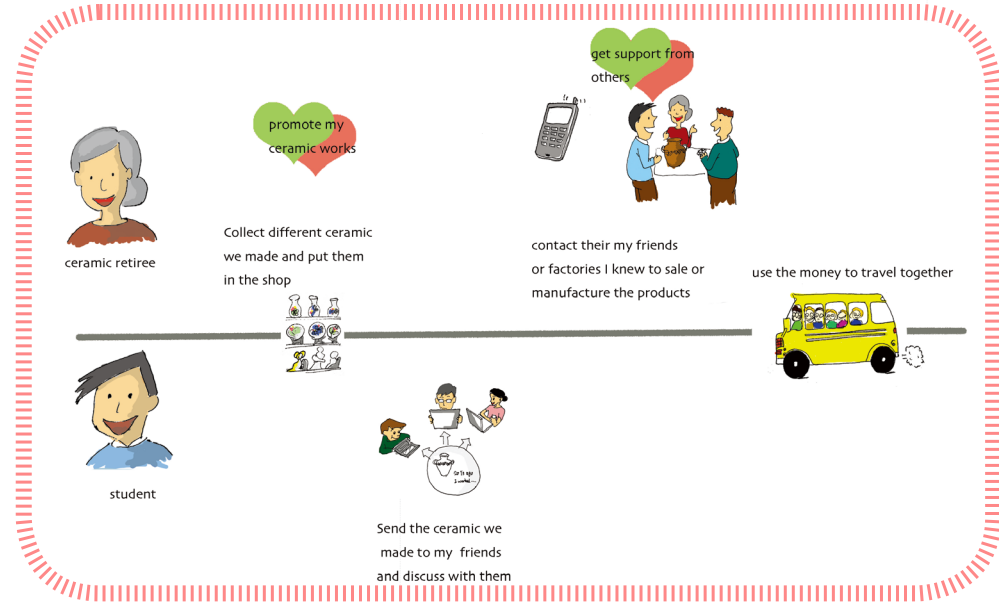 get support from
others
promote my
ceramic works
Collect different ceramic
we made and put them
in the shop
ceramic retiree
contact their my friends
or factories I knew to sale or
manufacture the products
use the money to travel together
student
Send the ceramic we
made to my friends
and discuss with them